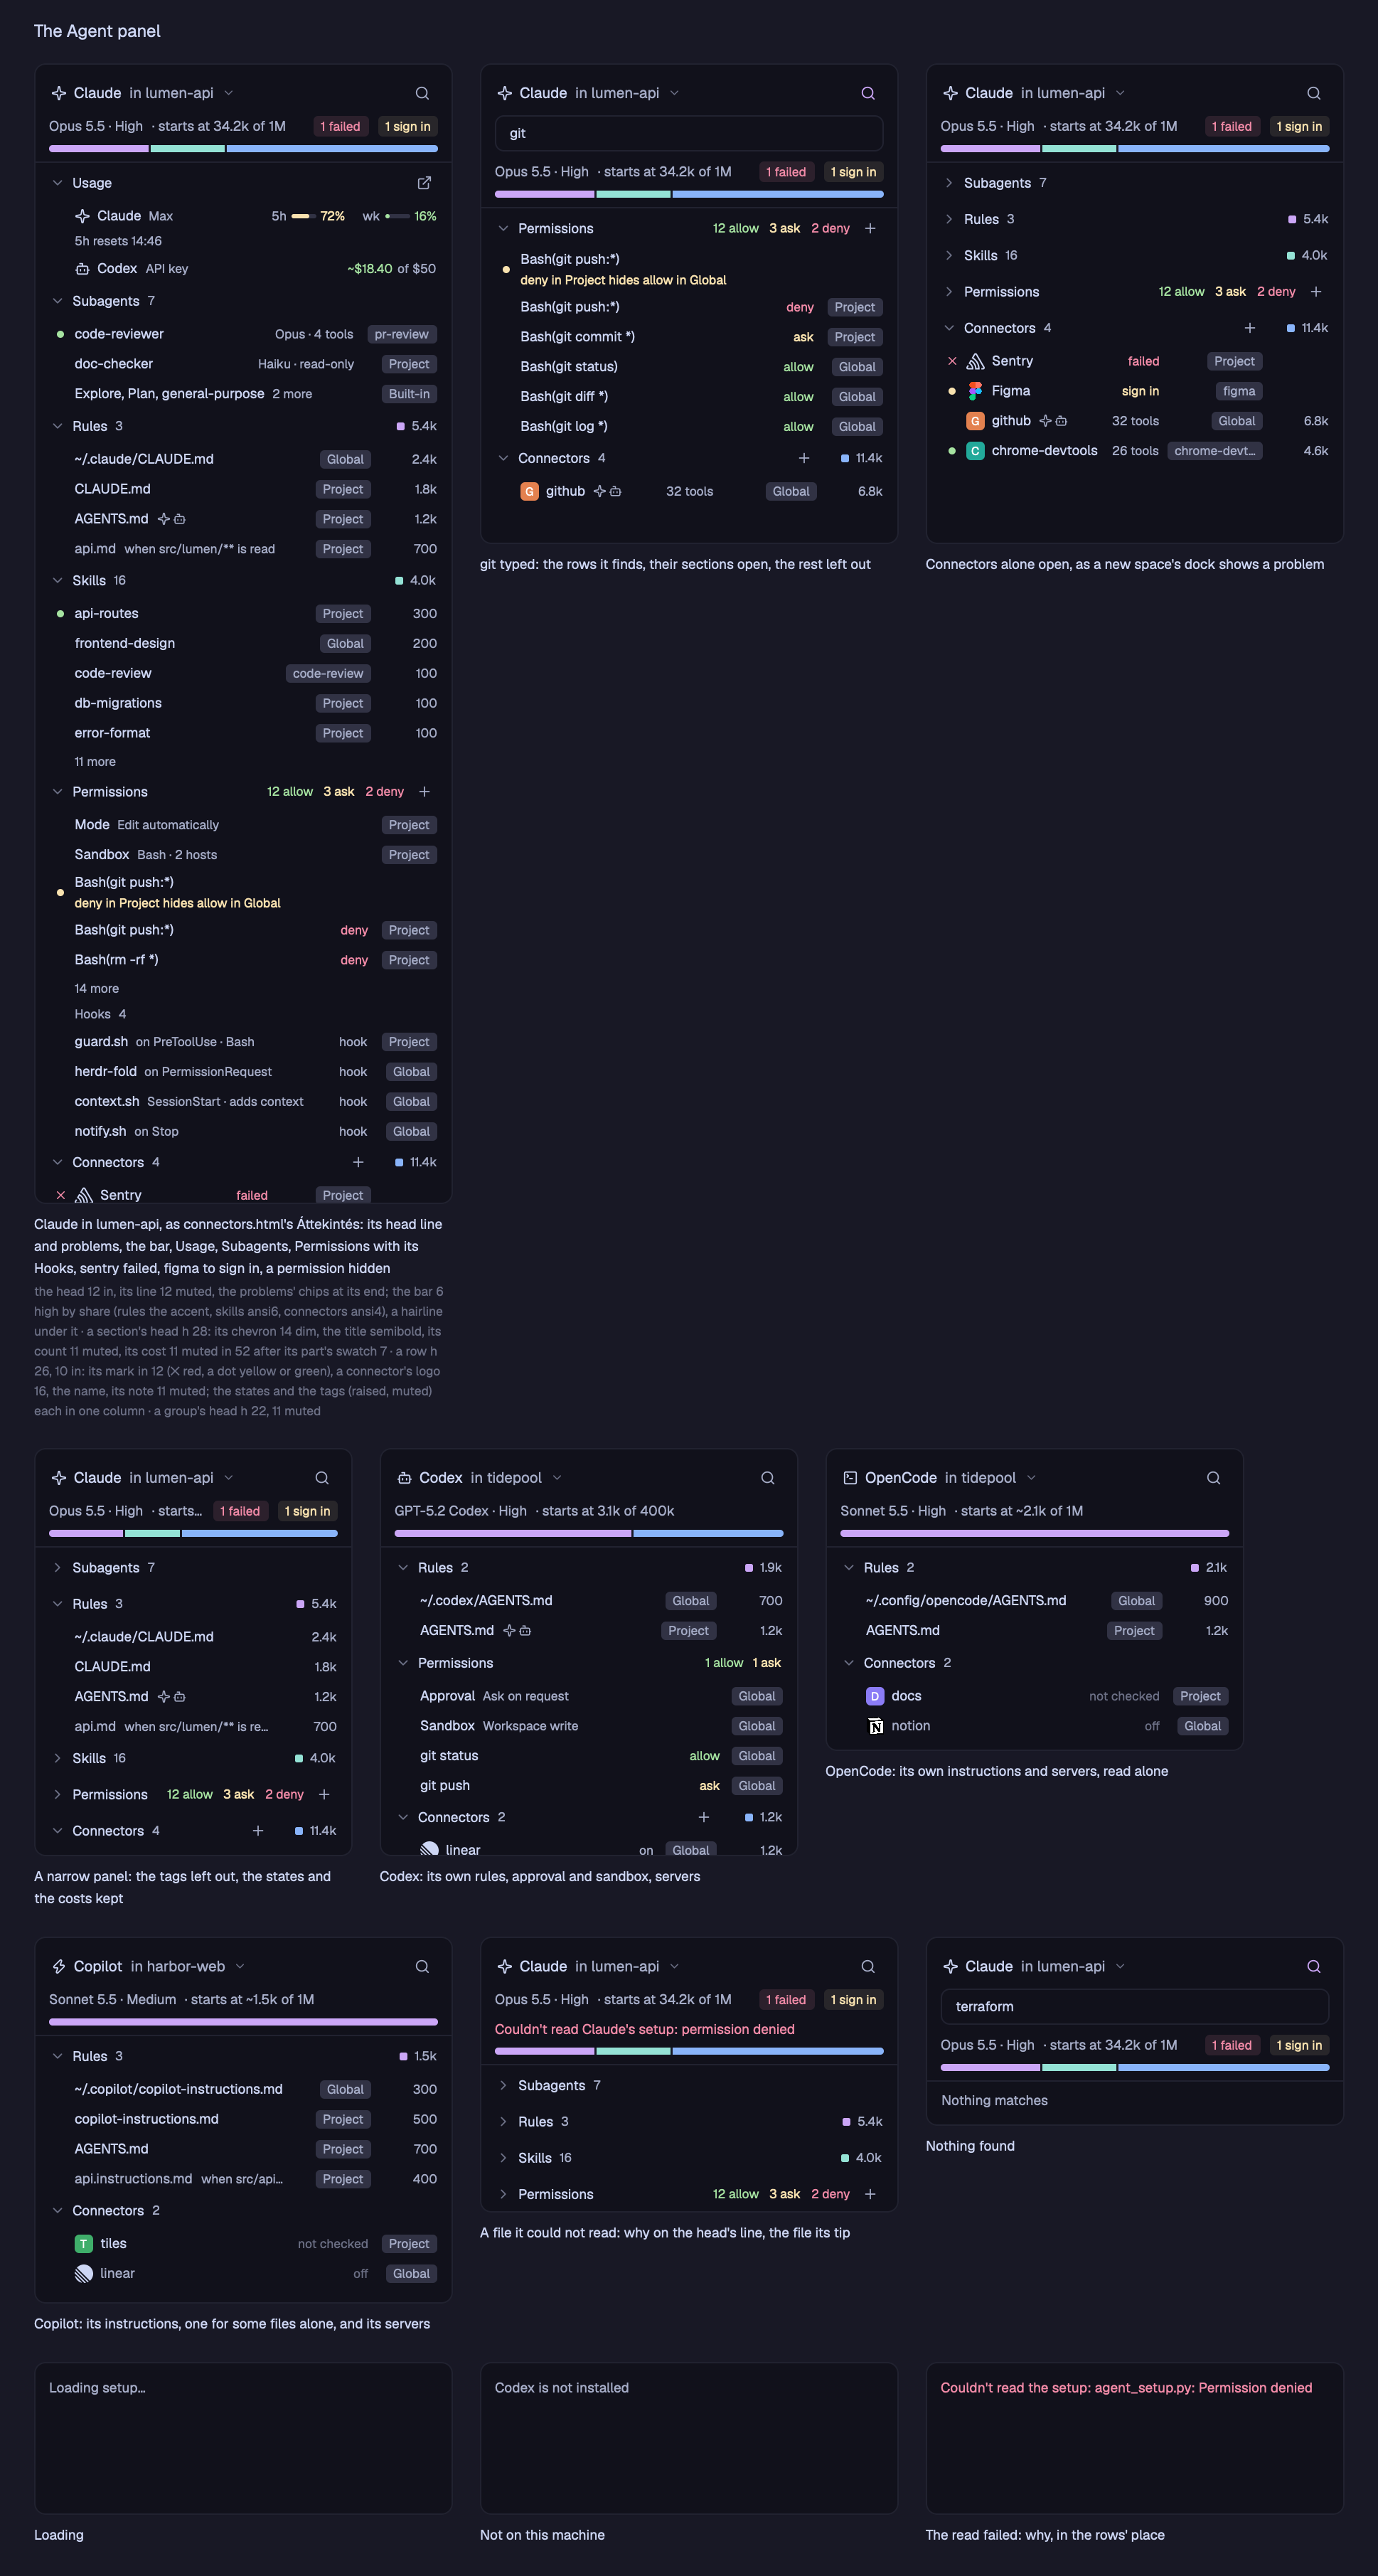 The Agent panel
Claude in lumen-api
Opus 5.5 · High · starts at 34.2k of 1M 1 failed 1 sign in
Usage
Claude Max 5h 72% wk 16%
5h resets 14:46
Codex API key ~$18.40 of $50
Subagents 7
code-reviewer Opus · 4 tools pr-review
doc-checker Haiku · read-only Project
Explore, Plan, general-purpose 2 more Built-in
Rules 3 5.4k
~/.claude/CLAUDE.md Global 2.4k
CLAUDE.md Project 1.8k
AGENTS.md Project 1.2k
api.md when src/lumen/** is read Project 700
Skills 16 4.0k
api-routes Project 300
frontend-design Global 200
code-review code-review 100
db-migrations Project 100
error-format Project 100
11 more
Permissions 12 allow 3 ask 2 deny
Mode Edit automatically Project
Sandbox Bash · 2 hosts Project
Bash(git push:*)
deny in Project hides allow in Global
Bash(git push:*) deny Project
Bash(rm -rf *) deny Project
14 more
Hooks 4
guard.sh on PreToolUse · Bash hook Project
herdr-fold on PermissionRequest hook Global
context.sh SessionStart · adds context hook Global
notify.sh on Stop hook Global
Connectors 4 11.4k
Sentry failed Project
Claude in lumen-api, as connectors.html's Áttekintés: its head line
and problems, the bar, Usage, Subagents, Permissions with its
Hooks, sentry failed, figma to sign in, a permission hidden
the head 12 in, its line 12 muted, the problems' chips at its end; the bar 6
high by share (rules the accent, skills ansi6, connectors ansi4), a hairline
under it · a section's head h 28: its chevron 14 dim, the title semibold, its
count 11 muted, its cost 11 muted in 52 after its part's swatch 7 · a row h
26, 10 in: its mark in 12 (✕ red, a dot yellow or green), a connector's logo
16, the name, its note 11 muted; the states and the tags (raised, muted)
each in one column · a group's head h 22, 11 muted
Claude in lumen-api
git
Opus 5.5 · High · starts at 34.2k of 1M 1 failed 1 sign in
Permissions 12 allow 3 ask 2 deny
Bash(git push:*)
deny in Project hides allow in Global
Bash(git push:*) deny Project
Bash(git commit *) ask Project
Bash(git status) allow Global
Bash(git diff *) allow Global
Bash(git log *) allow Global
Connectors 4 11.4k
G github 32 tools Global 6.8k
git typed: the rows it finds, their sections open, the rest left out
Claude in lumen-api
Opus 5.5 · High · starts at 34.2k of 1M 1 failed 1 sign in
Subagents 7
Rules 3 5.4k
Skills 16 4.0k
Permissions 12 allow 3 ask 2 deny
Connectors 4 11.4k
Sentry failed Project
Figma sign in figma
G github 32 tools Global 6.8k
C chrome-devtools 26 tools chrome-devt... 4.6k
Connectors alone open, as a new space's dock shows a problem
Claude in lumen-api
Opus 5.5 · High · starts... 1 failed 1 sign in
Subagents 7
Rules 3 5.4k
~/.claude/CLAUDE.md 2.4k
CLAUDE.md 1.8k
AGENTS.md 1.2k
api.md when src/lumen/** is re... 700
Skills 16 4.0k
Permissions 12 allow 3 ask 2 deny
Connectors 4 11.4k
A narrow panel: the tags left out, the states and
the costs kept
Codex in tidepool
GPT-5.2 Codex · High · starts at 3.1k of 400k
Rules 2 1.9k
~/.codex/AGENTS.md Global 700
AGENTS.md Project 1.2k
Permissions 1 allow 1 ask
Approval Ask on request Global
Sandbox Workspace write Global
git status allow Global
git push ask Global
Connectors 2 1.2k
linear on Global 1.2k
Codex: its own rules, approval and sandbox, servers
OpenCode in tidepool
Sonnet 5.5 · High · starts at ~2.1k of 1M
Rules 2 2.1k
~/.config/opencode/AGENTS.md Global 900
AGENTS.md Project 1.2k
Connectors 2
D docs not checked Project
notion off Global
OpenCode: its own instructions and servers, read alone
Copilot in harbor-web
Sonnet 5.5 · Medium · starts at ~1.5k of 1M
Rules 3 1.5k
~/.copilot/copilot-instructions.md Global 300
copilot-instructions.md Project 500
AGENTS.md Project 700
api.instructions.md when src/api... Project 400
Connectors 2
T tiles not checked Project
linear off Global
Copilot: its instructions, one for some files alone, and its servers
Claude in lumen-api
Opus 5.5 · High · starts at 34.2k of 1M 1 failed 1 sign in
Couldn't read Claude's setup: permission denied
Subagents 7
Rules 3 5.4k
Skills 16 4.0k
Permissions 12 allow 3 ask 2 deny
A file it could not read: why on the head's line, the file its tip
Claude in lumen-api
terraform
Opus 5.5 · High · starts at 34.2k of 1M 1 failed 1 sign in
Nothing matches
Nothing found
Loading setup...
Loading
Codex is not installed
Not on this machine
Couldn't read the setup: agent_setup.py: Permission denied
The read failed: why, in the rows' place